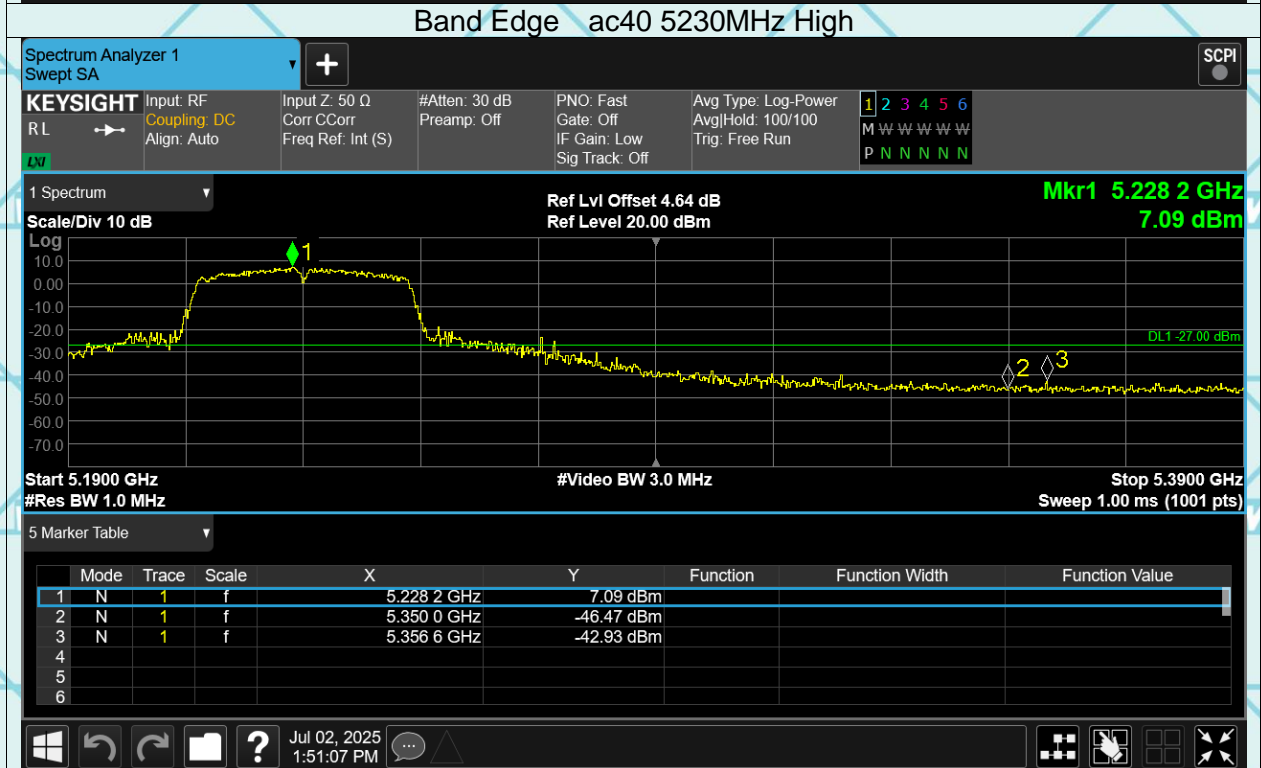 Band Edge ac40 5230MHz High
Spectrum Analyzer 1
Swept SA
SCPI
KEYSIGHT
RL
LXI
Input: RF
Coupling: DC
Align: Auto
Input Z: 50 Ω
Corr CCorr
Freq Ref: Int (S)
#Atten: 30 dB
Preamp: Off
PNO: Fast
Gate: Off
IF Gain: Low
Sig Track: Off
Avg Type: Log-Power
Avg|Hold: 100/100
Trig: Free Run
1 2 3 4 5 6
M W W W W W
P N N N N N
1 Spectrum
Scale/Div 10 dB
Ref Lvl Offset 4.64 dB
Ref Level 20.00 dBm
Mkr1 5.228 2 GHz
7.09 dBm
Log
10.0
0.00
-10.0
-20.0
-30.0
-40.0
-50.0
-60.0
-70.0
1
DL1 -27.00 dBm
2
3
Start 5.1900 GHz
#Res BW 1.0 MHz
#Video BW 3.0 MHz
Stop 5.3900 GHz
Sweep 1.00 ms (1001 pts)
5 Marker Table
Mode Trace Scale X Y Function Function Width Function Value
1 N 1 f 5.228 2 GHz 7.09 dBm
2 N 1 f 5.350 0 GHz -46.47 dBm
3 N 1 f 5.356 6 GHz -42.93 dBm
4
5
6
?
Jul 02, 2025
1:51:07 PM